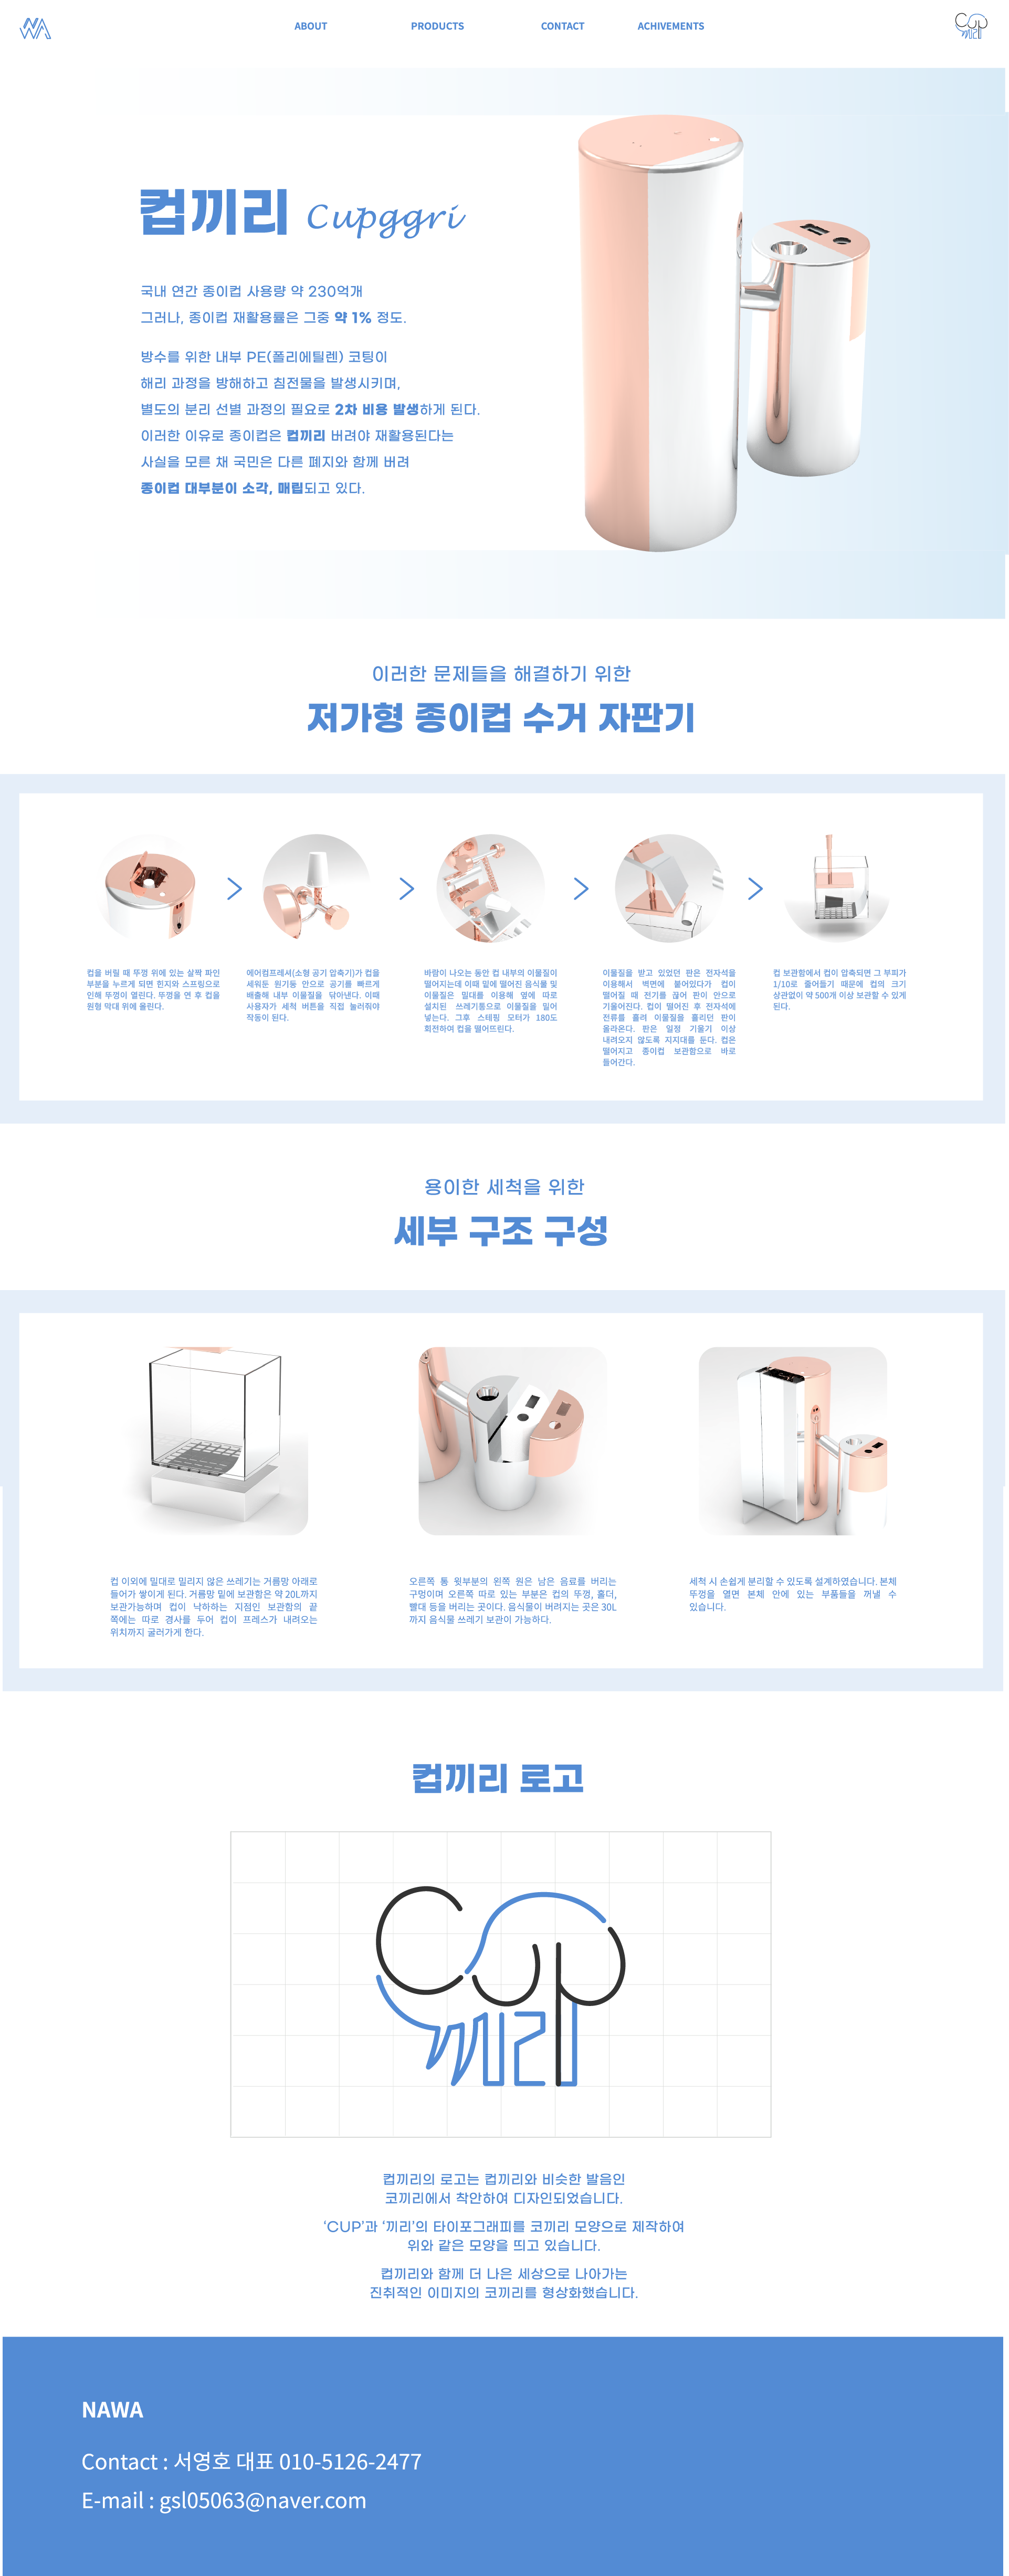 ABOUT
PRODUCTS
CONTACT
ACHIVEMENTS
Cup
끼리
컵끼리 Cupggri
국내 연간 종이컵 사용량 약 230억개
그러나, 종이컵 재활용률은 그중 약 1% 정도.
방수를 위한 내부 PE(폴리에틸렌) 코팅이
해리 과정을 방해하고 침전물을 발생시키며,
별도의 분리 선별 과정의 필요로 2차 비용 발생하게 된다.
이러한 이유로 종이컵은 컵끼리 버려야 재활용된다는
사실을 모른 채 국민은 다른 폐지와 함께 버려
종이컵 대부분이 소각, 매립되고 있다.
이러한 문제들을 해결하기 위한
저가형 종이컵 수거 자판기
컵을 버릴 때 뚜껑 위에 있는 살짝 파인
부분을 누르게 되면 힌지와 스프링으로
인해 뚜껑이 열린다. 뚜껑을 연 후 컵을
원형 막대 위에 올린다.
에어컴프레셔(소형 공기 압축기)가 컵을
세워둔 원기둥 안으로 공기를 빠르게
배출해 내부 이물질을 닦아낸다. 이때
사용자가 세척 버튼을 직접 눌러줘야
작동이 된다.
바람이 나오는 동안 컵 내부의 이물질이
떨어지는데 이때 밑에 떨어진 음식물 및
이물질은 밀대를 이용해 옆에 따로
설치된 쓰레기통으로 이물질을 밀어
넣는다. 그후 스테핑 모터가 180도
회전하여 컵을 떨어뜨린다.
이물질을 받고 있었던 판은 전자석을
이용해서 벽면에 붙어있다가 컵이
떨어질 때 전기를 끊어 판이 안으로
기울어진다. 컵이 떨어진 후 전자석에
전류를 흘려 이물질을 흘리던 판이
올라온다. 판은 일정 기울기 이상
내려오지 않도록 지지대를 둔다. 컵은
떨어지고 종이컵 보관함으로 바로
들어간다.
컵 보관함에서 컵이 압축되면 그 부피가
1/10로 줄어들기 때문에 컵의 크기
상관없이 약 500개 이상 보관할 수 있게
된다.
용이한 세척을 위한
세부 구조 구성
컵 이외에 밀대로 밀리지 않은 쓰레기는 거름망 아래로
들어가 쌓이게 된다. 거름망 밑에 보관함은 약 20L까지
보관가능하며 컵이 낙하하는 지점인 보관함의 끝
쪽에는 따로 경사를 두어 컵이 프레스가 내려오는
위치까지 굴러가게 한다.
오른쪽 통 윗부분의 왼쪽 원은 남은 음료를 버리는
구멍이며 오른쪽 따로 있는 부분은 컵의 뚜껑, 홀더,
빨대 등을 버리는 곳이다. 음식물이 버려지는 곳은 30L
까지 음식물 쓰레기 보관이 가능하다.
세척 시 손쉽게 분리할 수 있도록 설계하였습니다. 본체
뚜껑을 열면 본체 안에 있는 부품들을 꺼낼 수
있습니다.
컵끼리 로고
Cup
끼리
컵끼리의 로고는 컵끼리와 비슷한 발음인
코끼리에서 착안하여 디자인되었습니다.
‘CUP’과 ‘끼리’의 타이포그래피를 코끼리 모양으로 제작하여
위와 같은 모양을 띄고 있습니다.
컵끼리와 함께 더 나은 세상으로 나아가는
진취적인 이미지의 코끼리를 형상화했습니다.
NAWA
Contact : 서영호 대표 010-5126-2477
E-mail : gsl05063@naver.com